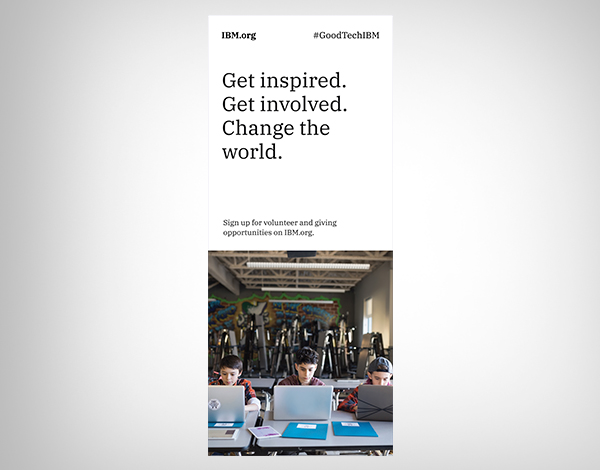 IBM.org #GoodTechIBM
Get inspired.
Get involved.
Change the
world.
Sign up for volunteer and giving
opportunities on IBM.org.